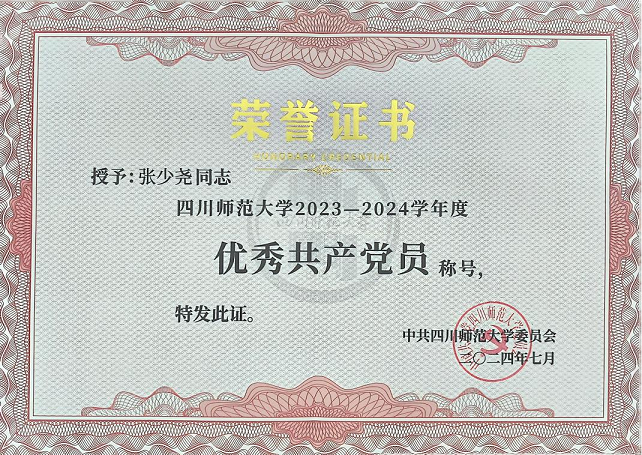 荣誉证书
HONORARY CREDENTIAL
授予：张少尧同志
四川师范大学2023—2024学年度
优秀共产党员称号，
特发此证。
中共四川师范大学委员会
二〇二四年七月